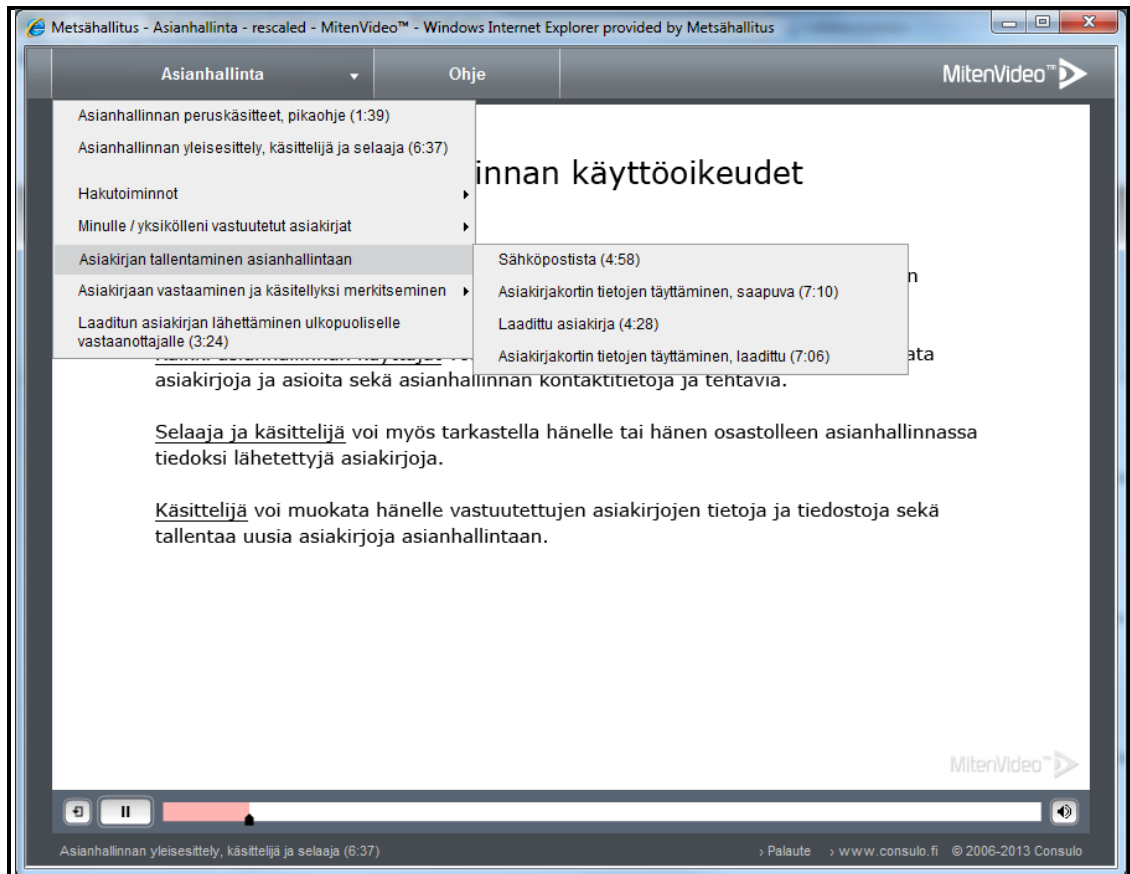 Metsähallitus - Asianhallinta - rescaled - MitenVideo™ - Windows Internet Explorer provided by Metsähallitus
Asianhallinta
Ohje
MitenVideo™
Asianhallinnan peruskäsitteet, pikaohje (1:39)
Asianhallinnan yleisesittely, käsittelijä ja selaaja (6:37)
Hakutoiminnot
Minulle / yksikölleni vastuutetut asiakirjat
Asiakirjan tallentaminen asianhallintaan
Asiakirjaan vastaaminen ja käsitellyksi merkitseminen
Laaditun asiakirjan lähettäminen ulkopuoliselle
vastaanottajalle (3:24)
Sähköpostista (4:58)
Asiakirjakortin tietojen täyttäminen, saapuva (7:10)
Laadittu asiakirja (4:28)
Asiakirjakortin tietojen täyttäminen, laadittu (7:06)
innan käyttöoikeudet
n
ata
asiakirjoja ja asioita sekä asianhallinnan kontaktitietoja ja tehtäviä.
Selaaja ja käsittelijä voi myös tarkastella hänelle tai hänen osastolleen asianhallinnassa
tiedoksi lähetettyjä asiakirjoja.
Käsittelijä voi muokata hänelle vastuutettujen asiakirjojen tietoja ja tiedostoja sekä
tallentaa uusia asiakirjoja asianhallintaan.
MitenVideo™
Asianhallinnan yleisesittely, käsittelijä ja selaaja (6:37)
› Palaute › www.consulo.fi © 2006-2013 Consulo